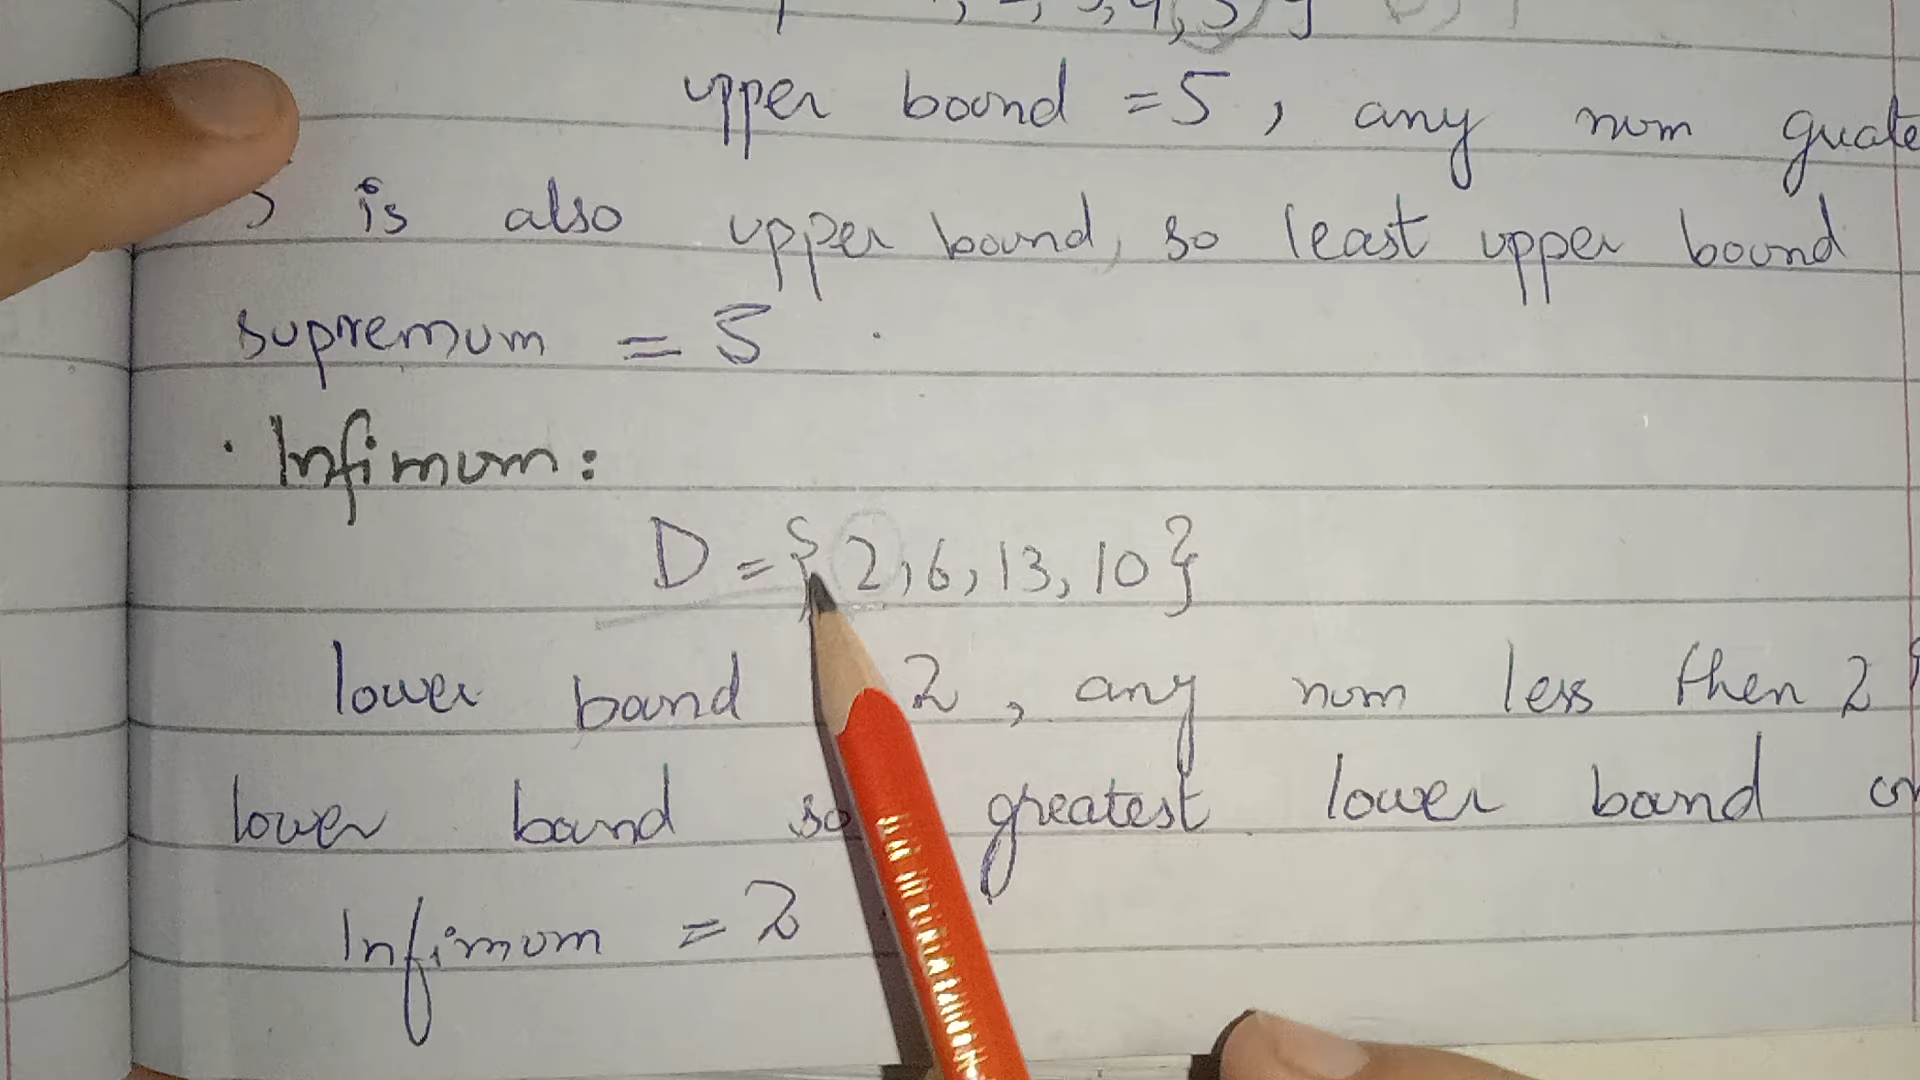 upper bound = 5, any num
is also upper bound, so least upper bound
supremum = 5
· Infimum:
D = {2, 6, 13, 10}
lower band 2, any num less then 2
lower band so greatest lower band
Infimum = 2